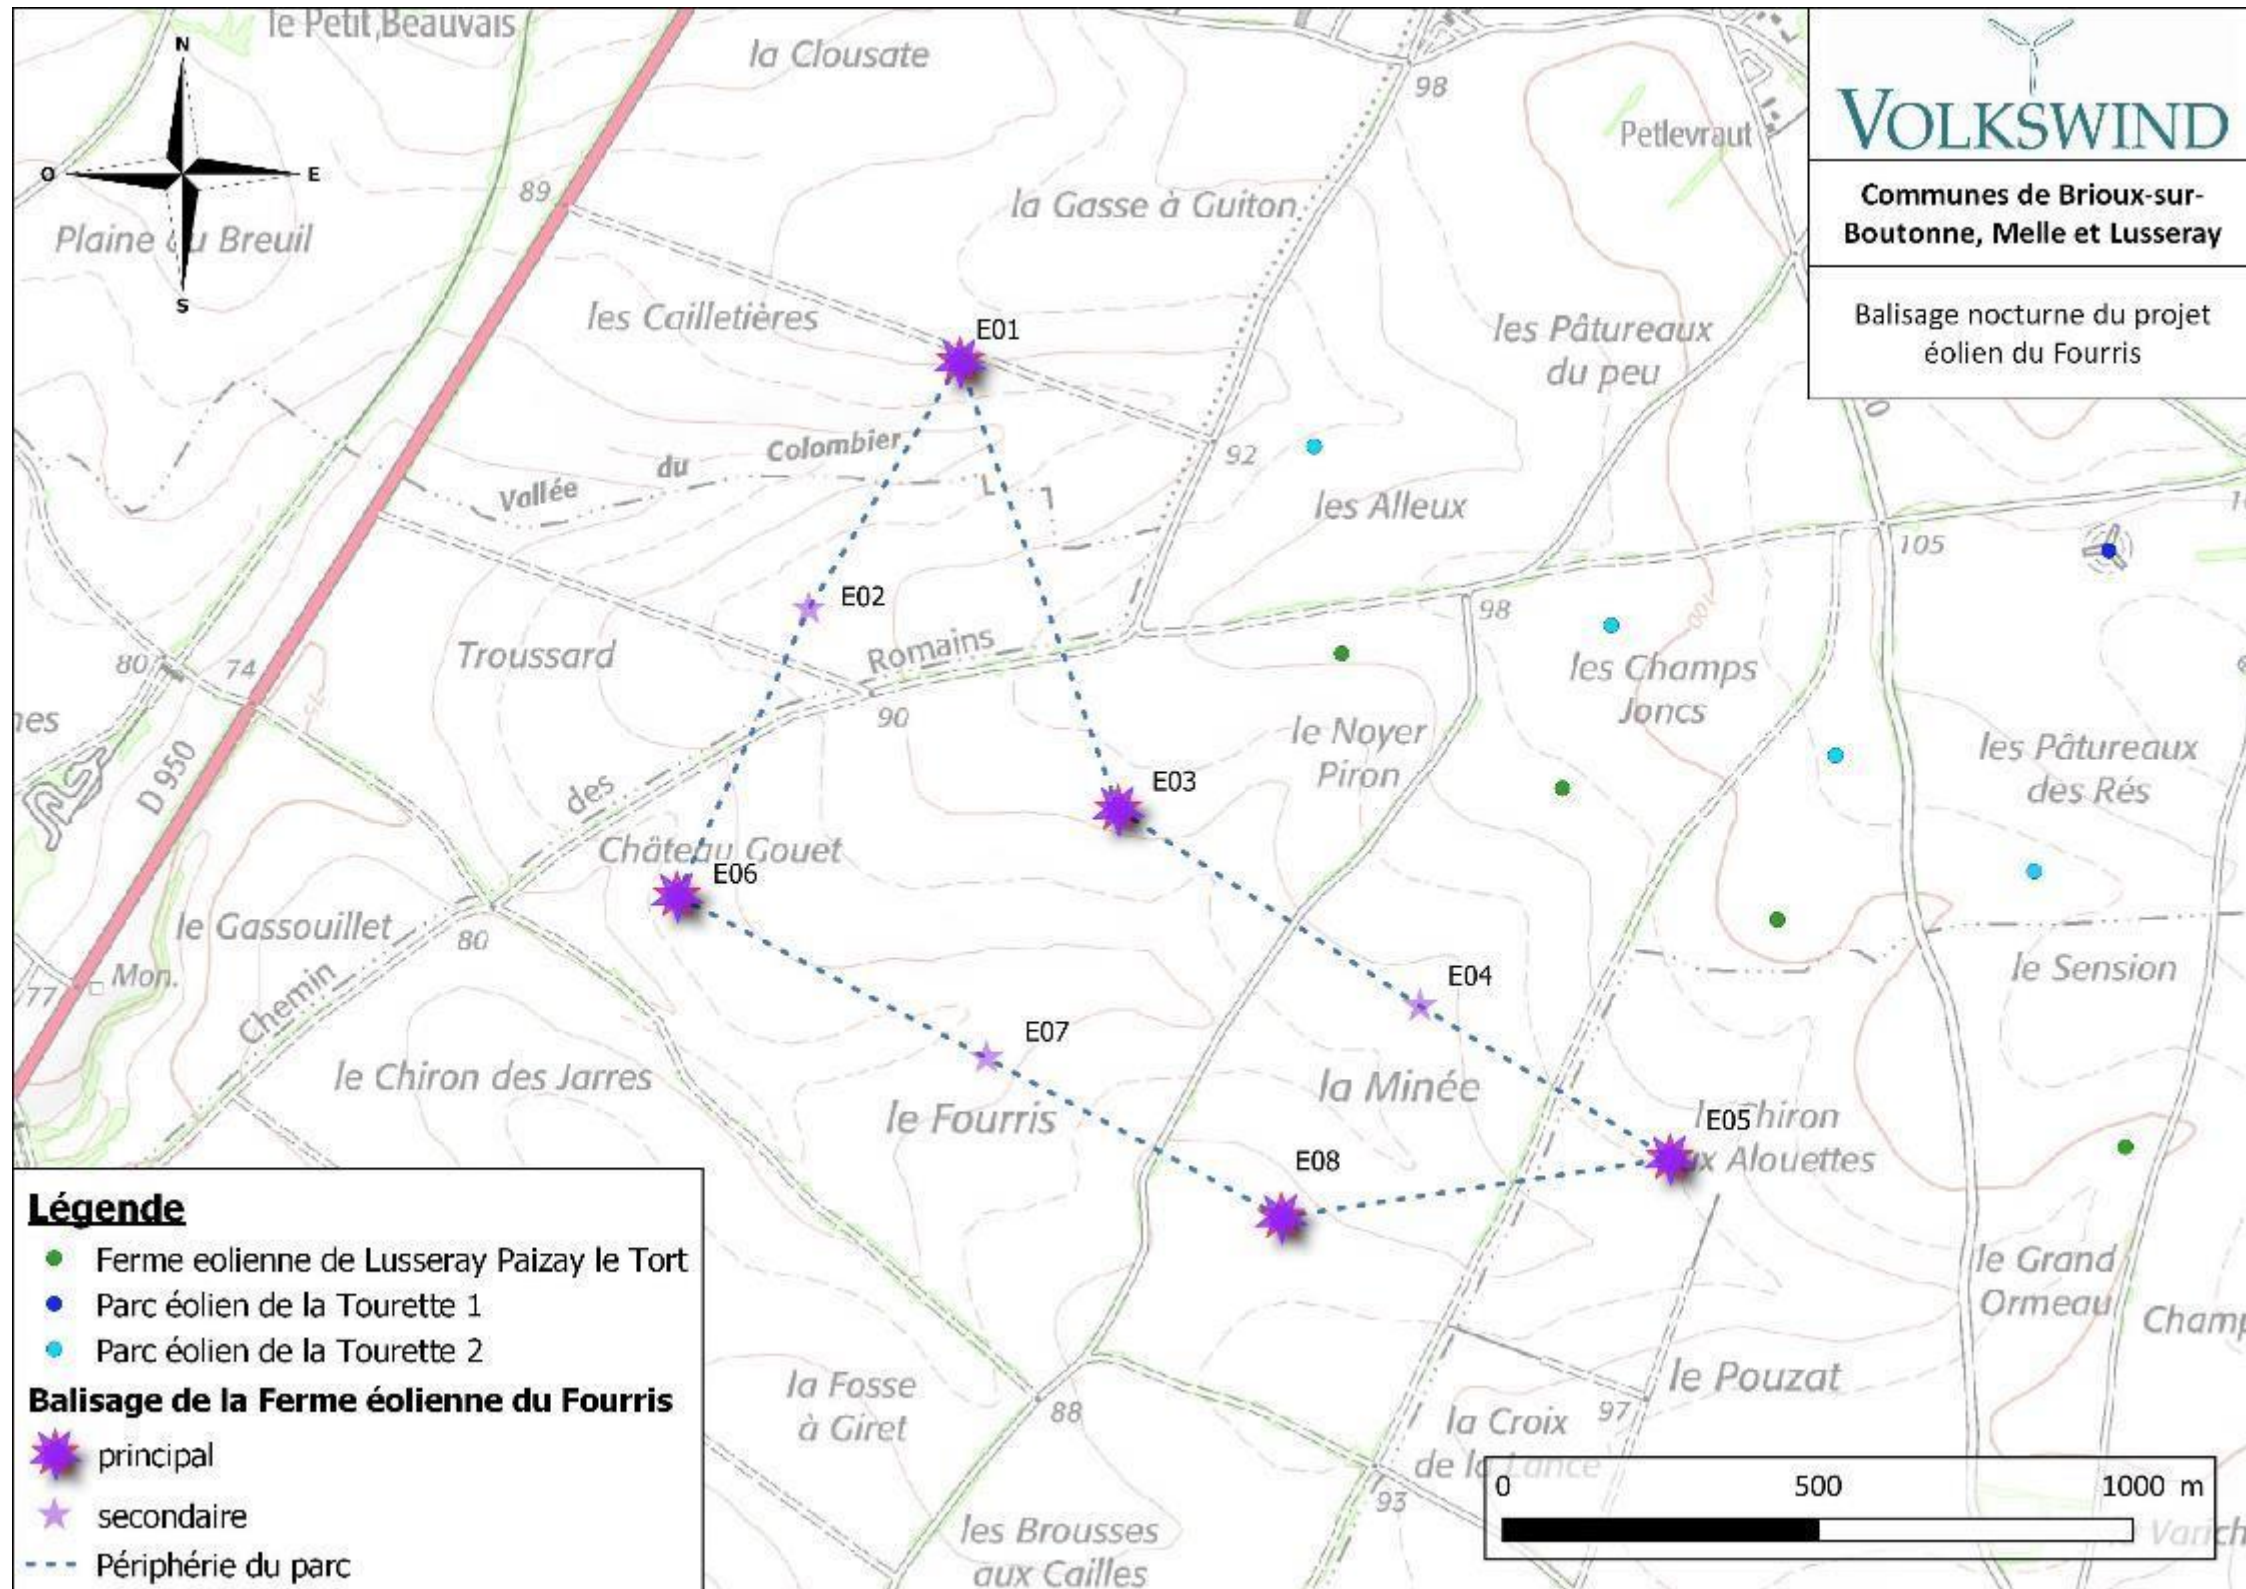 le Petit Beauvais
la Clousate
98
N
O
E
S
Plaine du Breuil
89
la Gasse à Guiton
Petlevraut
VOLKSWIND
Communes de Brioux-sur-
Boutonne, Melle et Lusseray
Balisage nocturne du projet
éolien du Fourris
les Cailletières
E01
les Pâtureaux
du peu
Vallée du Colombier
92
les Alleux
105
E02
98
100
Troussard
Romains
80
74
75
les Champs
Joncs
90
le Noyer
Piron
les Pâtureaux
des Rés
D 950
des
E03
Château Gouet
E06
le Gassouillet
80
Mon.
77
Chemin
E04
le Sension
E07
le Chiron des Jarres
la Minée
le Fourris
E05
Chiron
Alouettes
E08
le Grand
Ormeau
Champ
la Fosse
à Giret
88
le Pouzat
la Croix
de la Lance
97
93
les Brousses
aux Cailles
Légende
Ferme eolienne de Lusseray Paizay le Tort
Parc éolien de la Tourette 1
Parc éolien de la Tourette 2
Balisage de la Ferme éolienne du Fourris
principal
secondaire
Périphérie du parc
0 500 1000 m